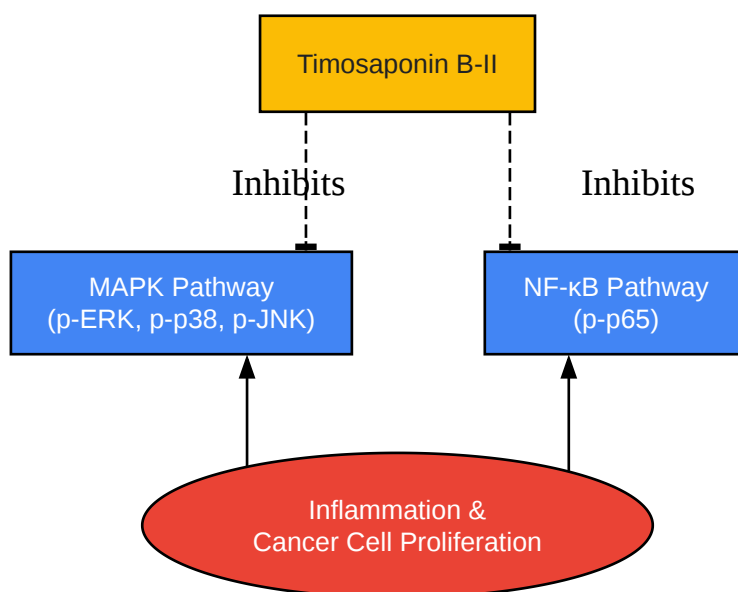 Timosaponin B-II
Inhibits
Inhibits
MAPK Pathway
(p-ERK, p-p38, p-JNK)
NF-κB Pathway
(p-p65)
Inflammation &
Cancer Cell Proliferation